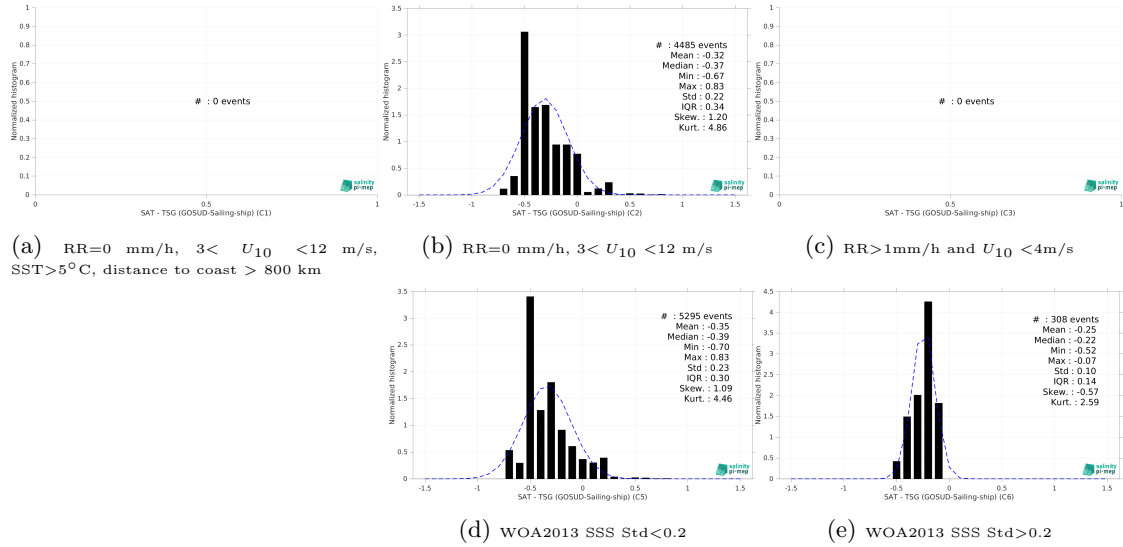 1
0.9
0.8
0.7
0.6
0.5
0.4
0.3
0.2
0.1
0
Normalized histogram
# : 0 events
salinity
pi-mep
0 0.5 1
SAT - TSG (GOSUD-Sailing-ship) (C1)
(a) RR=0 mm/h, 3< U10 <12 m/s,
SST>5°C, distance to coast > 800 km
3.5
3
2.5
2
1.5
1
0.5
0
Normalized histogram
# : 4485 events
Mean : -0.32
Median : -0.37
Min : -0.67
Max : 0.83
Std : 0.22
IQR : 0.34
Skew. : 1.20
Kurt. : 4.86
salinity
pi-mep
-1.5 -1 -0.5 0 0.5 1 1.5
SAT - TSG (GOSUD-Sailing-ship) (C2)
(b) RR=0 mm/h, 3< U10 <12 m/s
1
0.9
0.8
0.7
0.6
0.5
0.4
0.3
0.2
0.1
0
Normalized histogram
# : 0 events
salinity
pi-mep
0 0.5 1
SAT - TSG (GOSUD-Sailing-ship) (C3)
(c) RR>1mm/h and U10 <4m/s
3.5
3
2.5
2
1.5
1
0.5
0
Normalized histogram
# : 5295 events
Mean : -0.35
Median : -0.39
Min : -0.70
Max : 0.83
Std : 0.23
IQR : 0.30
Skew. : 1.09
Kurt. : 4.46
salinity
pi-mep
-1.5 -1 -0.5 0 0.5 1 1.5
SAT - TSG (GOSUD-Sailing-ship) (C5)
(d) WOA2013 SSS Std<0.2
4.5
4
3.5
3
2.5
2
1.5
1
0.5
0
Normalized histogram
# : 308 events
Mean : -0.25
Median : -0.22
Min : -0.52
Max : -0.07
Std : 0.10
IQR : 0.14
Skew. : -0.57
Kurt. : 2.59
salinity
pi-mep
-1.5 -1 -0.5 0 0.5 1 1.5
SAT - TSG (GOSUD-Sailing-ship) (C6)
(e) WOA2013 SSS Std>0.2